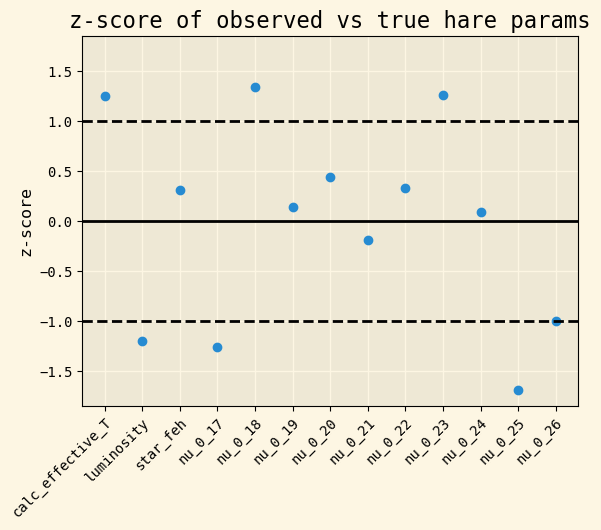 z-score of observed vs true hare params
z-score
1.5
1.0
0.5
0.0
−0.5
−1.0
−1.5
calc_effective_T
luminosity
star_feh
nu_0_17
nu_0_18
nu_0_19
nu_0_20
nu_0_21
nu_0_22
nu_0_23
nu_0_24
nu_0_25
nu_0_26